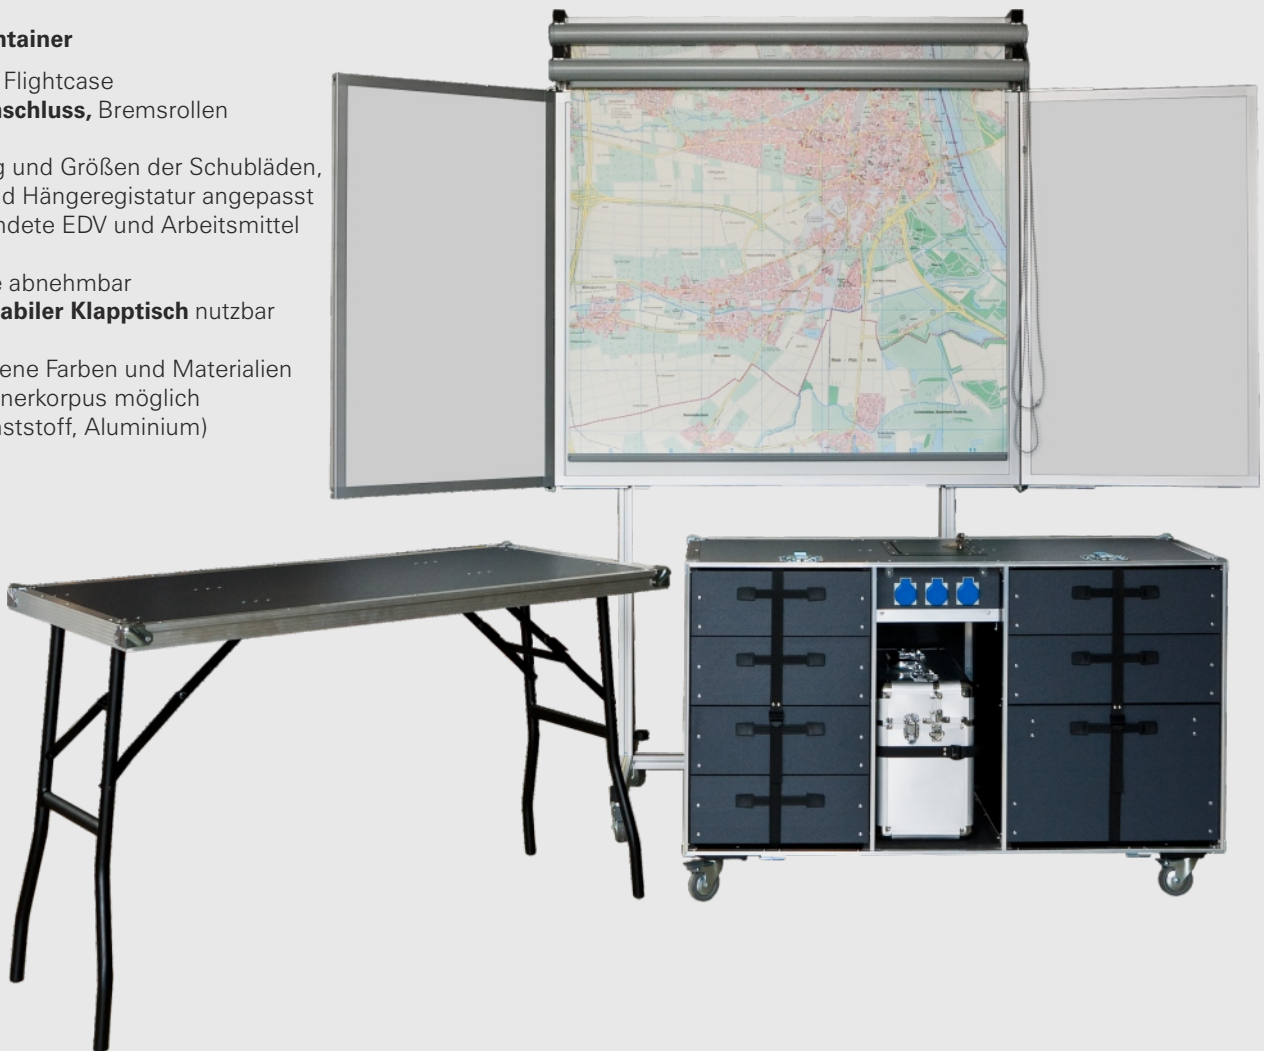 ntainer
Flightcase
nschluss, Bremsrollen
g und Größen der Schubläden,
d Hängeregistatur angepasst
ndete EDV und Arbeitsmittel
e abnehmbar
abiler Klapptisch nutzbar
ene Farben und Materialien
nerkorpus möglich
ststoff, Aluminium)